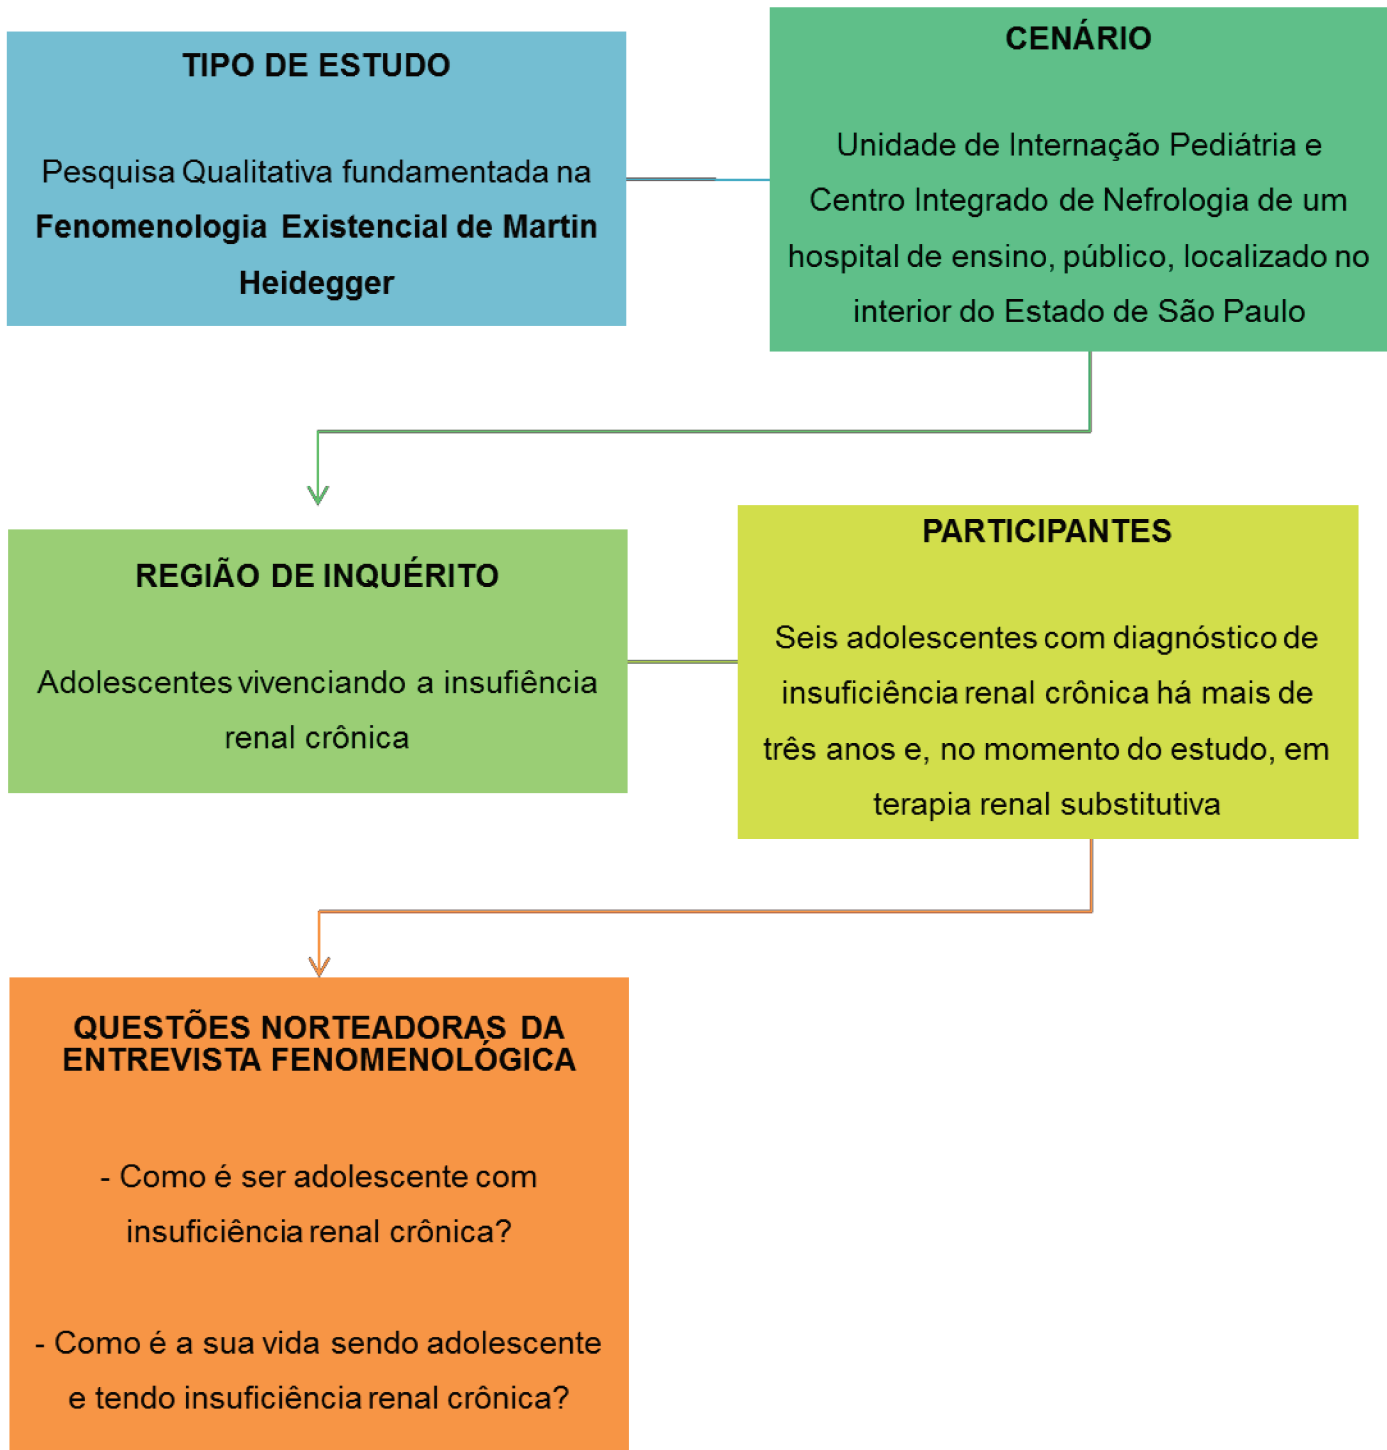 TIPO DE ESTUDO
Pesquisa Qualitativa fundamentada na
Fenomenologia Existencial de Martin
Heidegger
CENÁRIO
Unidade de Internação Pediátria e
Centro Integrado de Nefrologia de um
hospital de ensino, público, localizado no
interior do Estado de São Paulo
REGIÃO DE INQUÉRITO
Adolescentes vivenciando a insufiência
renal crônica
PARTICIPANTES
Seis adolescentes com diagnóstico de
insuficiência renal crônica há mais de
três anos e, no momento do estudo, em
terapia renal substitutiva
QUESTÕES NORTEADORAS DA
ENTREVISTA FENOMENOLÓGICA
- Como é ser adolescente com
insuficiência renal crônica?
- Como é a sua vida sendo adolescente
e tendo insuficiência renal crônica?